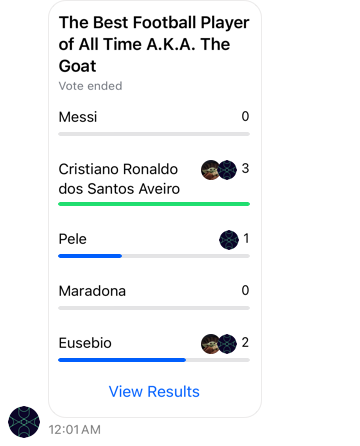 The Best Football Player
of All Time A.K.A. The
Goat
Vote ended
Messi 0
Cristiano Ronaldo 3
dos Santos Aveiro
Pele 1
Maradona 0
Eusebio 2
View Results
12:01 AM